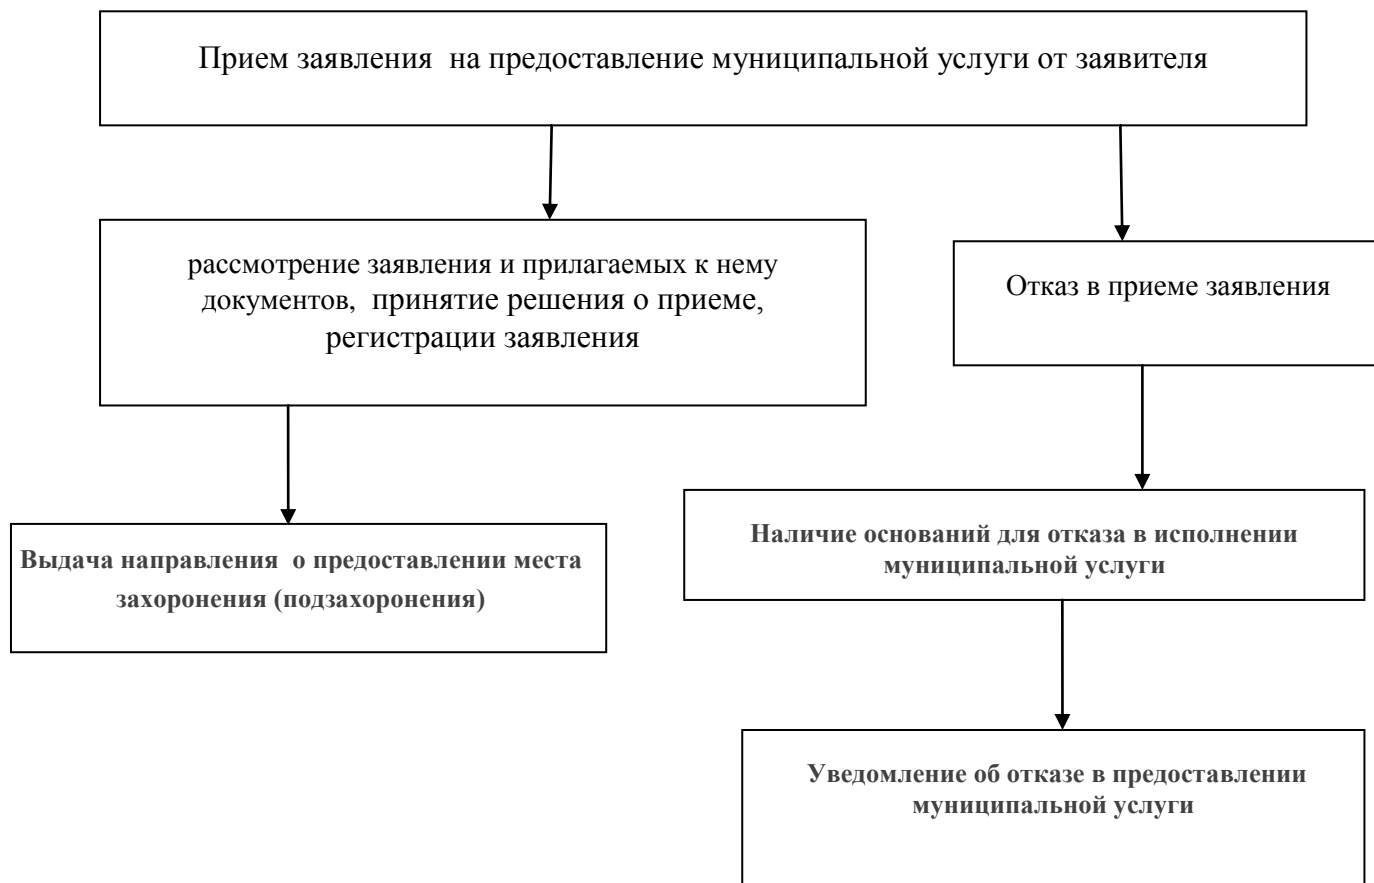 Прием заявления на предоставление муниципальной услуги от заявителя
рассмотрение заявления и прилагаемых к нему
документов, принятие решения о приеме,
регистрации заявления
Отказ в приеме заявления
Выдача направления о предоставлении места
захоронения (подзахоронения)
Наличие оснований для отказа в исполнении
муниципальной услуги
Уведомление об отказе в предоставлении
муниципальной услуги